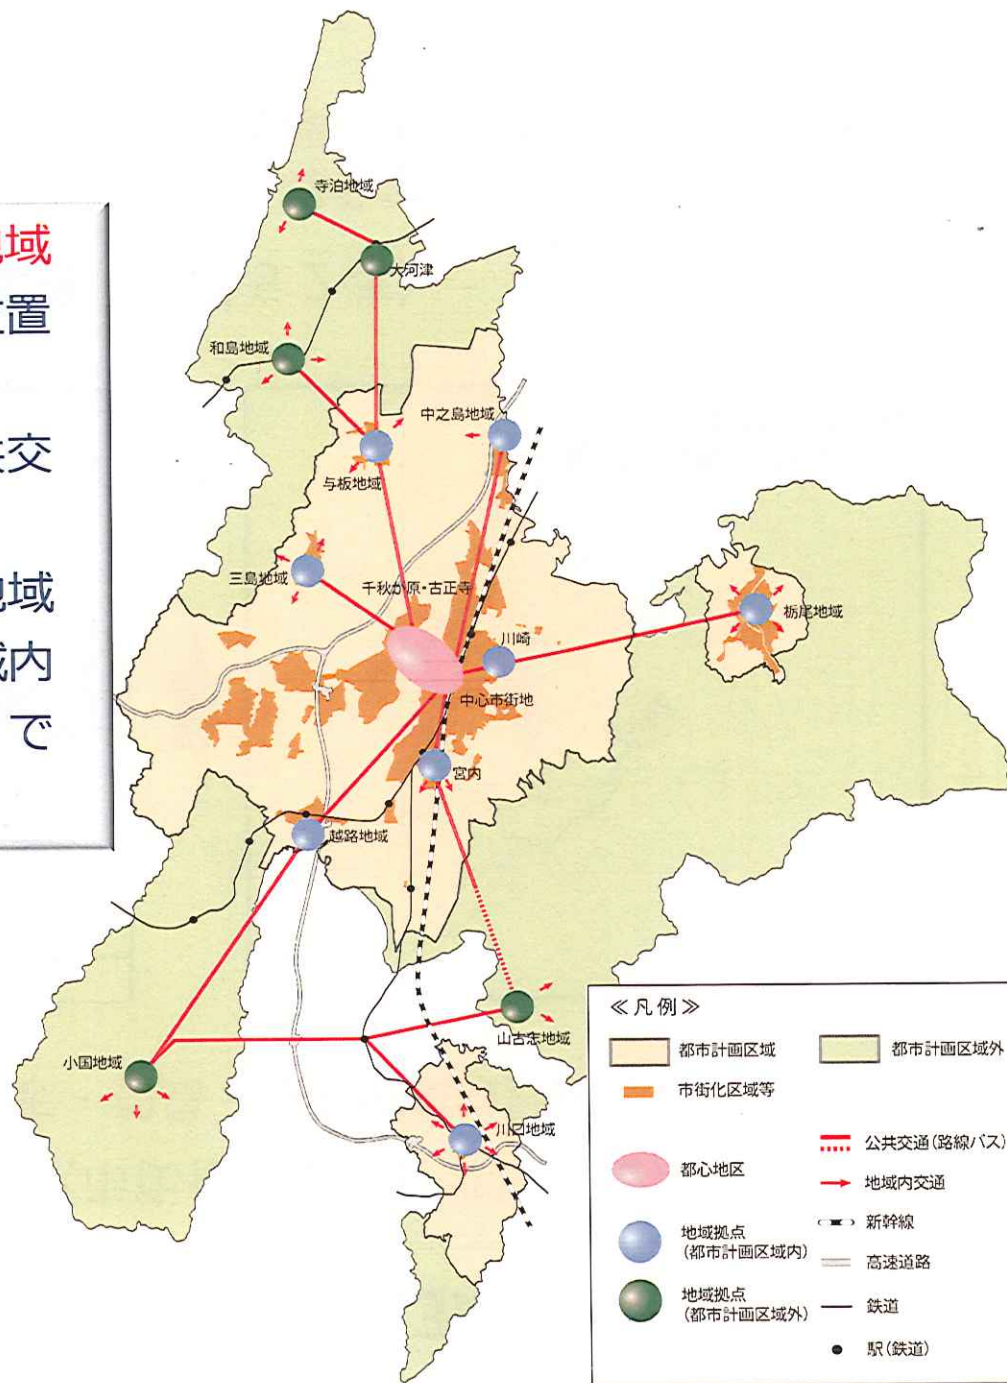 域
置
交
地域
域内
で
寺泊地域
大河津
和島地域
中之島地域
与板地域
三島地域
千秋が原・古正寺
栃尾地域
川崎
中心市街地
宮内
越路地域
山古志地域
小国地域
川口地域
≪凡例≫
都市計画区域
都市計画区域外
市街化区域等
都心地区
公共交通(路線バス)
地域内交通
地域拠点
(都市計画区域内)
新幹線
高速道路
地域拠点
(都市計画区域外)
鉄道
駅(鉄道)